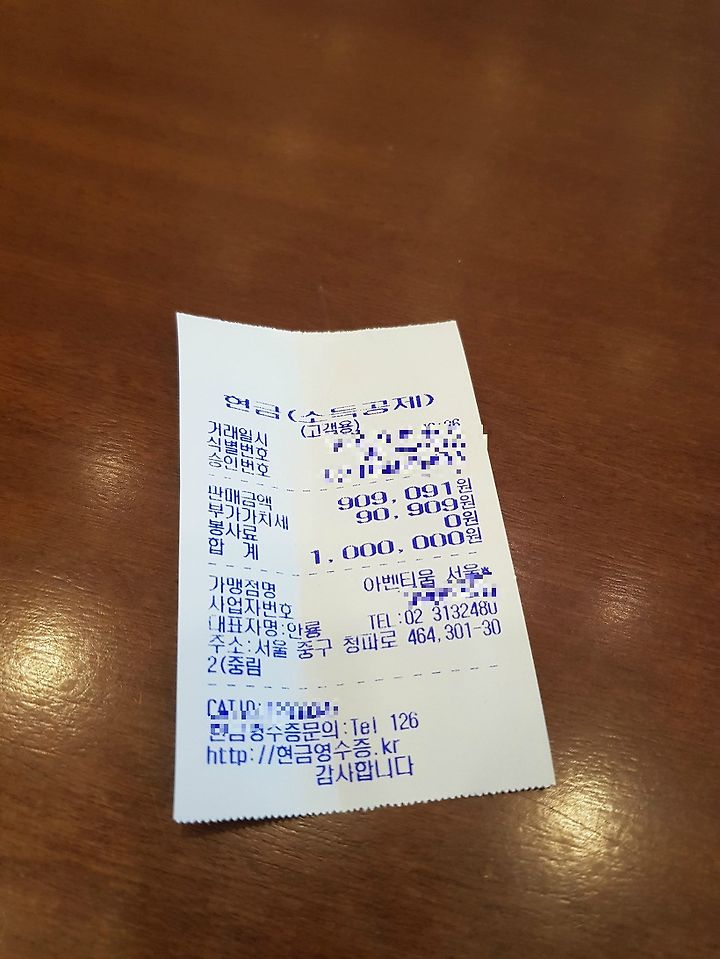 현금(소득공제)
(고객용)
거래일시
식별번호
승인번호
판매금액 909,091원
부가가치세 90,909원
봉사료 0원
합 계 1,000,000원
가맹점명 아벤티움 서울
사업자번호
대표자명:안룡 TEL:02 3132480
주소:서울 중구 청파로 464,301-30
2(중림
CATID:
현금영수증문의:Tel 126
http://현금영수증.kr
감사합니다